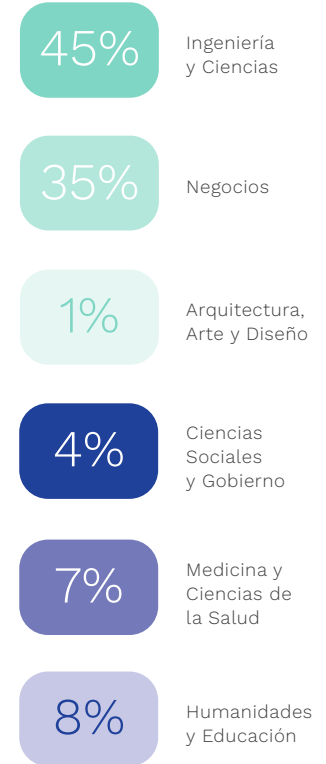 45%
Ingeniería
y Ciencias
35%
Negocios
1%
Arquitectura,
Arte y Diseño
4%
Ciencias
Sociales
y Gobierno
7%
Medicina y
Ciencias de
la Salud
8%
Humanidades
y Educación